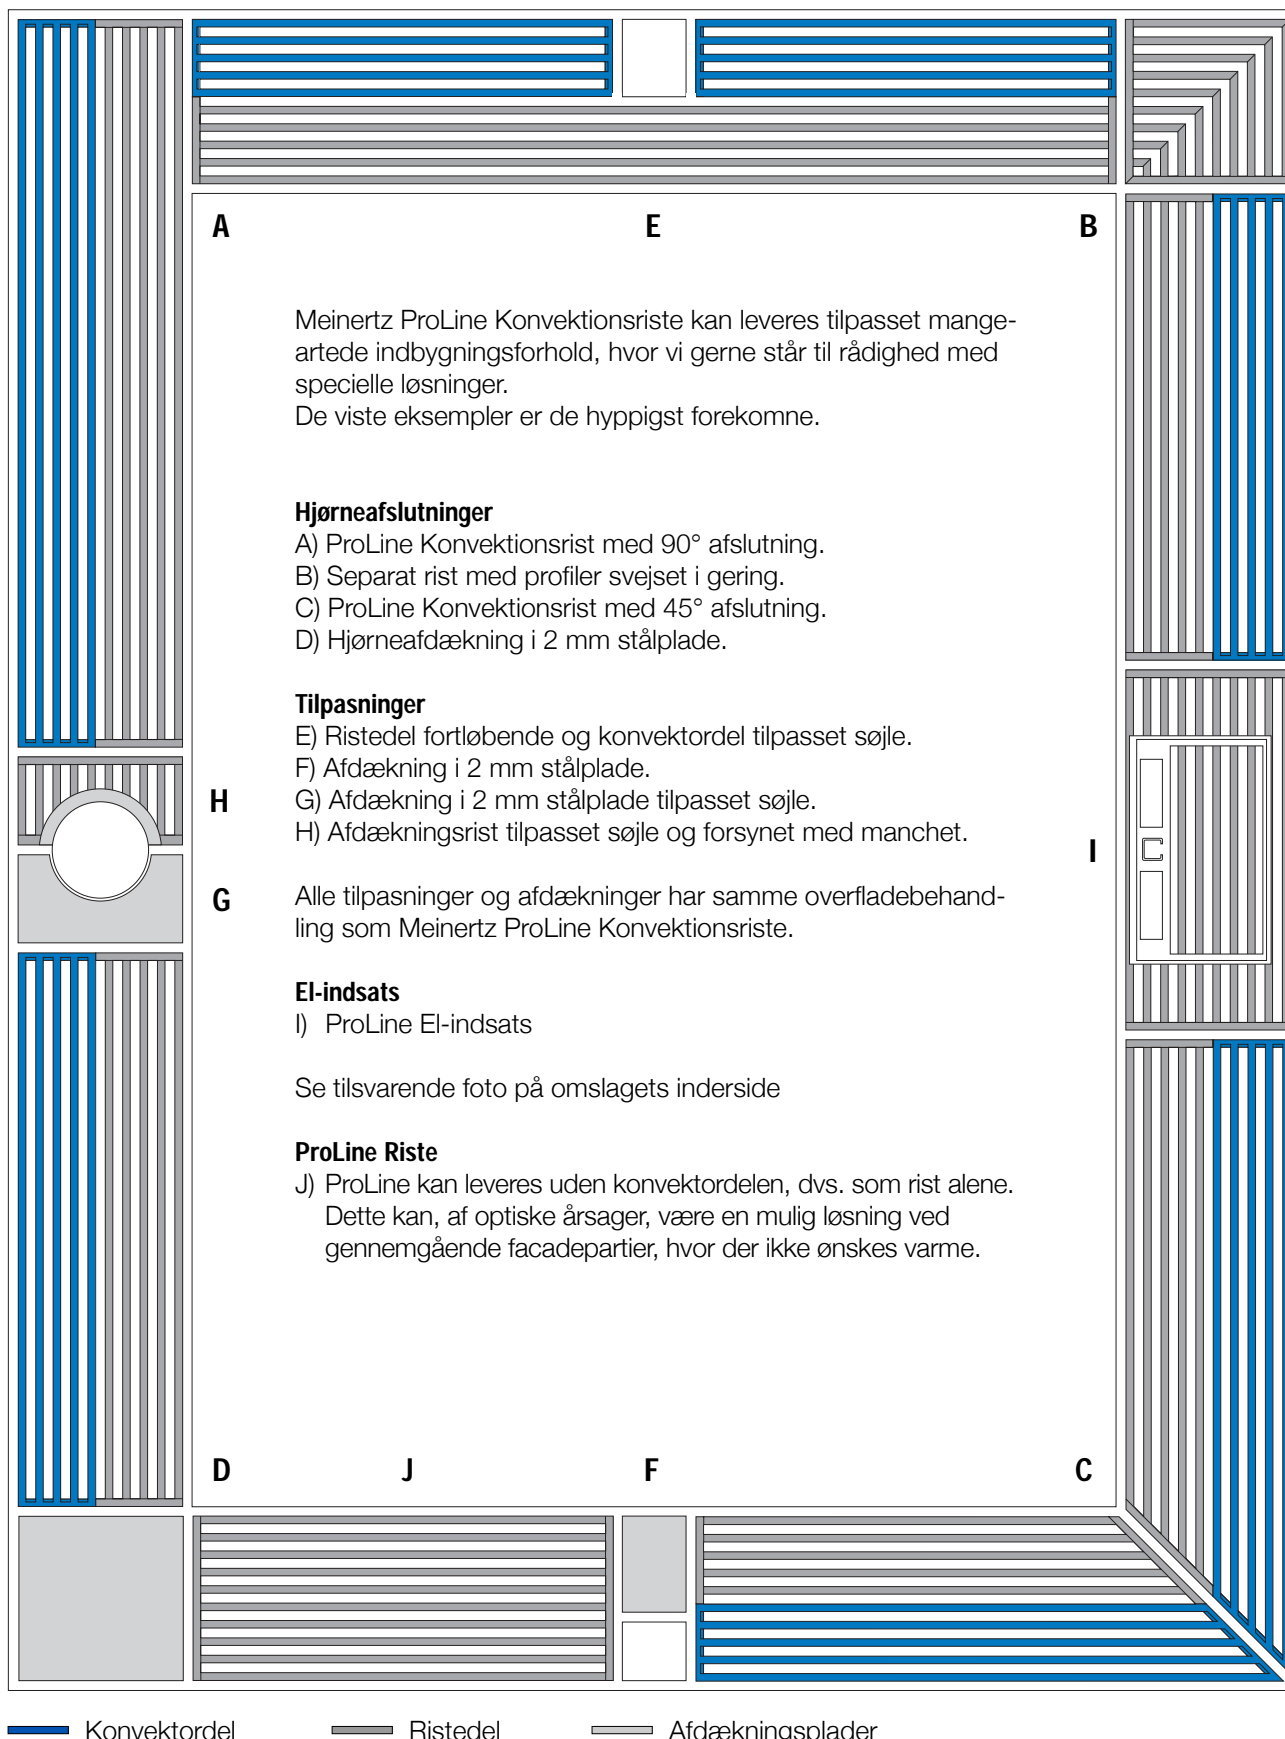 A E B
Meinertz ProLine Konvektionsriste kan leveres tilpasset mange-
artede indbygningsforhold, hvor vi gerne står til rådighed med
specielle løsninger.
De viste eksempler er de hyppigst forekomne.
Hjørneafslutninger
A) ProLine Konvektionsrist med 90° afslutning.
B) Separat rist med profiler svejset i gering.
C) ProLine Konvektionsrist med 45° afslutning.
D) Hjørneafdækning i 2 mm stålplade.
Tilpasninger
E) Ristedel fortløbende og konvektordel tilpasset søjle.
F) Afdækning i 2 mm stålplade.
G) Afdækning i 2 mm stålplade tilpasset søjle.
H) Afdækningsrist tilpasset søjle og forsynet med manchet.
H
I
G
Alle tilpasninger og afdækninger har samme overfladebehand-
ling som Meinertz ProLine Konvektionsriste.
El-indsats
I) ProLine El-indsats
Se tilsvarende foto på omslagets inderside
ProLine Riste
J) ProLine kan leveres uden konvektordelen, dvs. som rist alene.
Dette kan, af optiske årsager, være en mulig løsning ved
gennemgående facadepartier, hvor der ikke ønskes varme.
D J F C
Konvektordel Ristedel Afdækningsplader